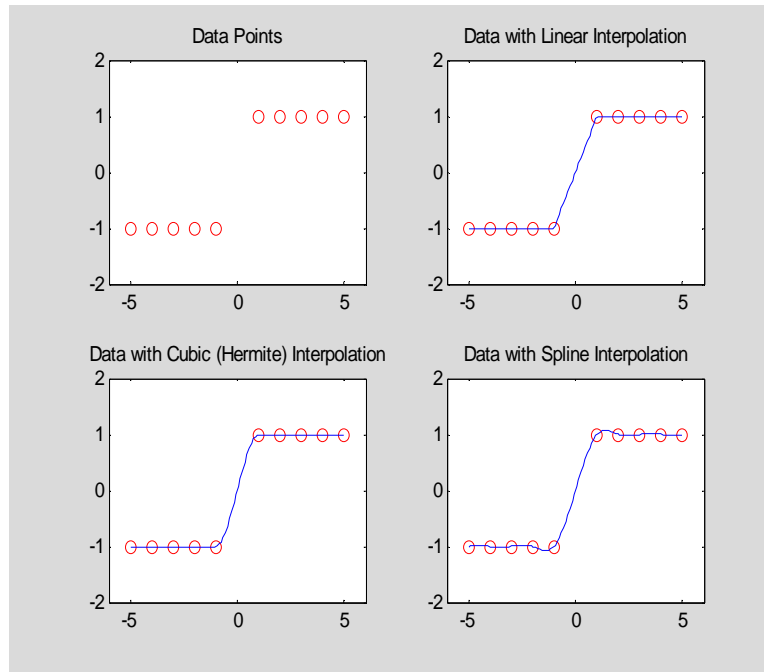 Data Points
2
1
0
-1
-2
-5 0 5
Data with Linear Interpolation
2
1
0
-1
-2
-5 0 5
Data with Cubic (Hermite) Interpolation
2
1
0
-1
-2
-5 0 5
Data with Spline Interpolation
2
1
0
-1
-2
-5 0 5